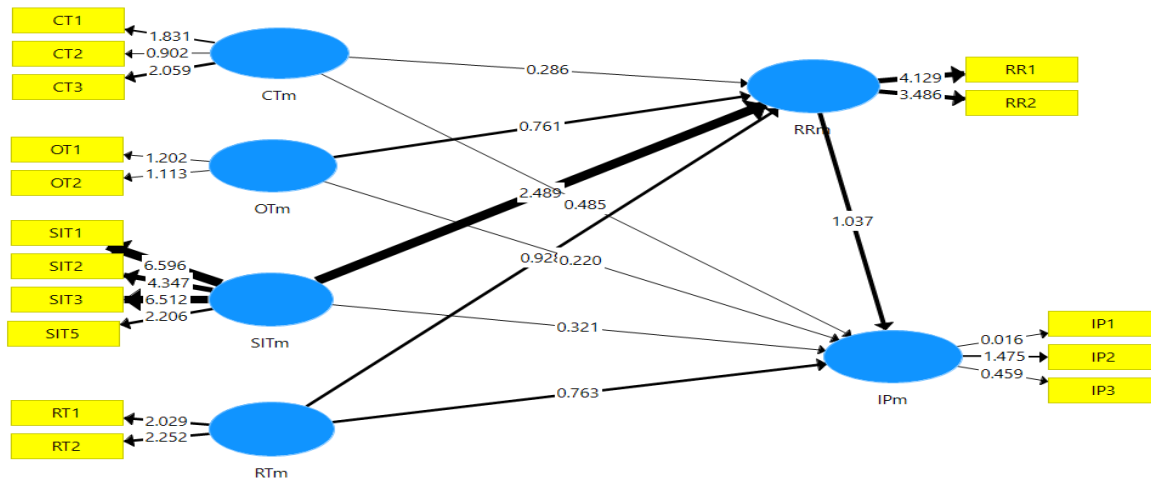 CT1
CT2
CT3
1.831
0.902
2.059
CTm
0.286
RRm
4.129
3.486
RR1
RR2
OT1
OT2
1.202
1.113
OTm
0.761
2.489
0.485
1.037
SIT1
SIT2
SIT3
SIT5
6.596
4.347
6.512
2.206
SITm
0.220
0.321
IPm
0.016
1.475
0.459
IP1
IP2
IP3
RT1
RT2
2.029
2.252
RTm
0.763